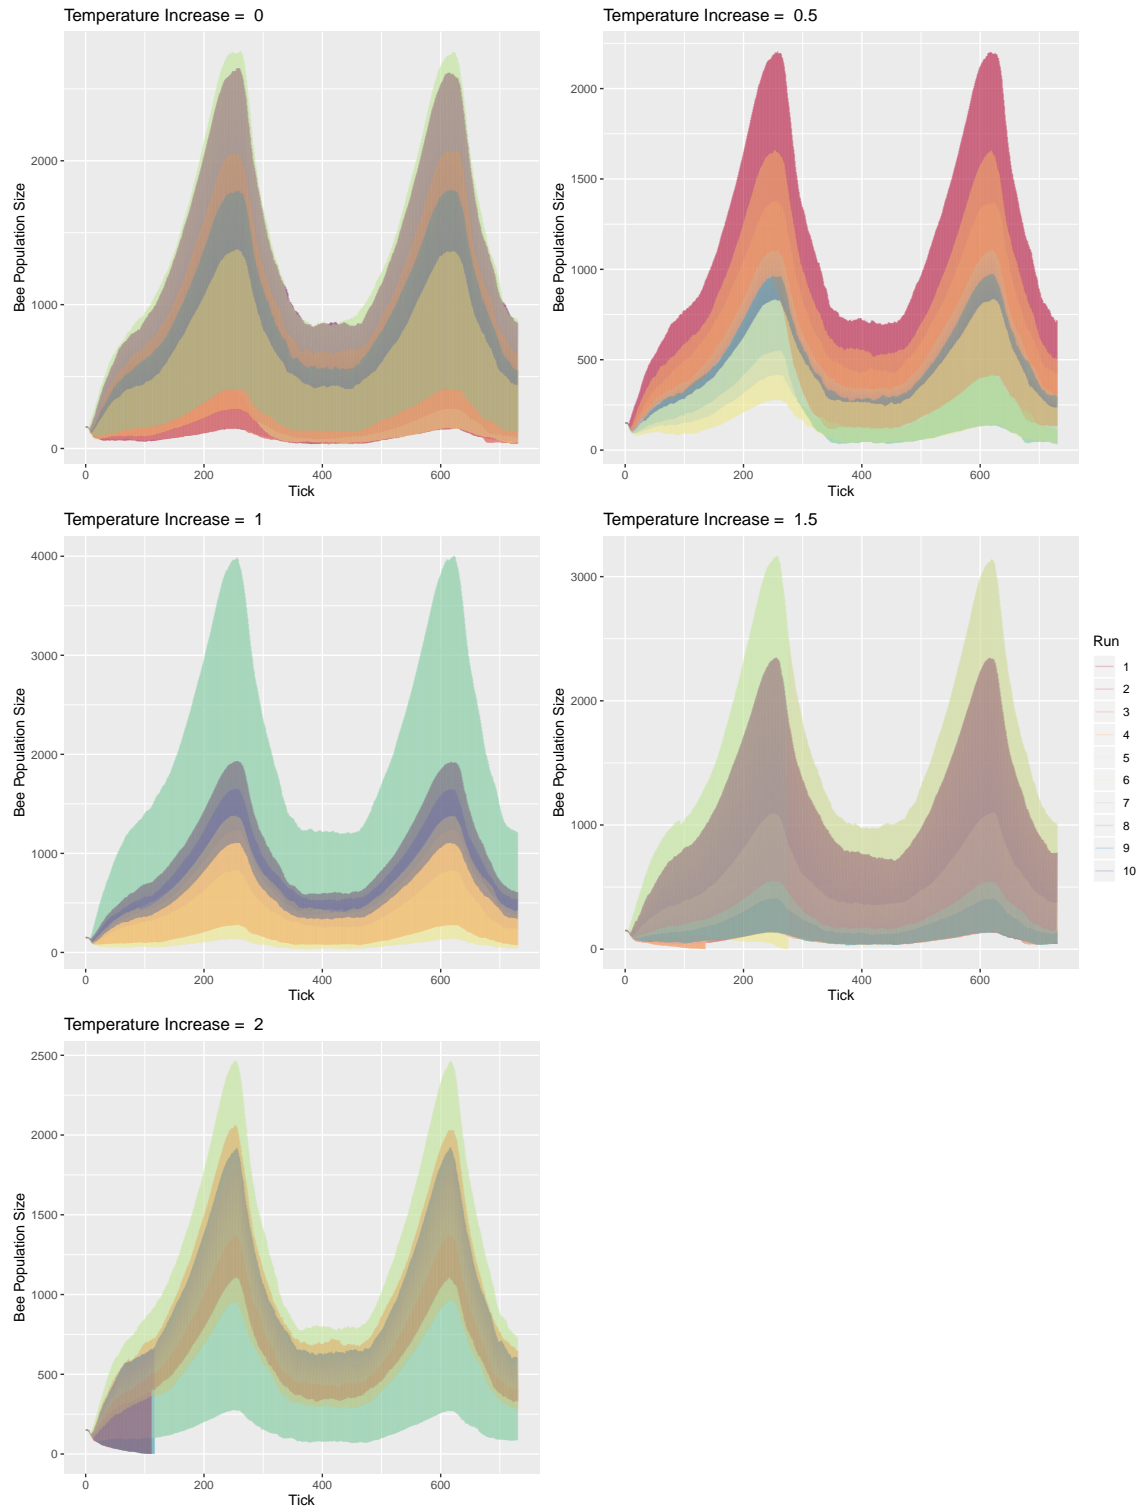 Temperature Increase = 0
2000
1000
0
0 200 400 600
Tick
Bee Population Size
Temperature Increase = 0.5
2000
1500
1000
500
0
0 200 400 600
Tick
Bee Population Size
Temperature Increase = 1
4000
3000
2000
1000
0
0 200 400 600
Tick
Bee Population Size
Temperature Increase = 1.5
3000
2000
1000
0
0 200 400 600
Tick
Bee Population Size
Run
1
2
3
4
5
6
7
8
9
10
Temperature Increase = 2
2500
2000
1500
1000
500
0
0 200 400 600
Tick
Bee Population Size